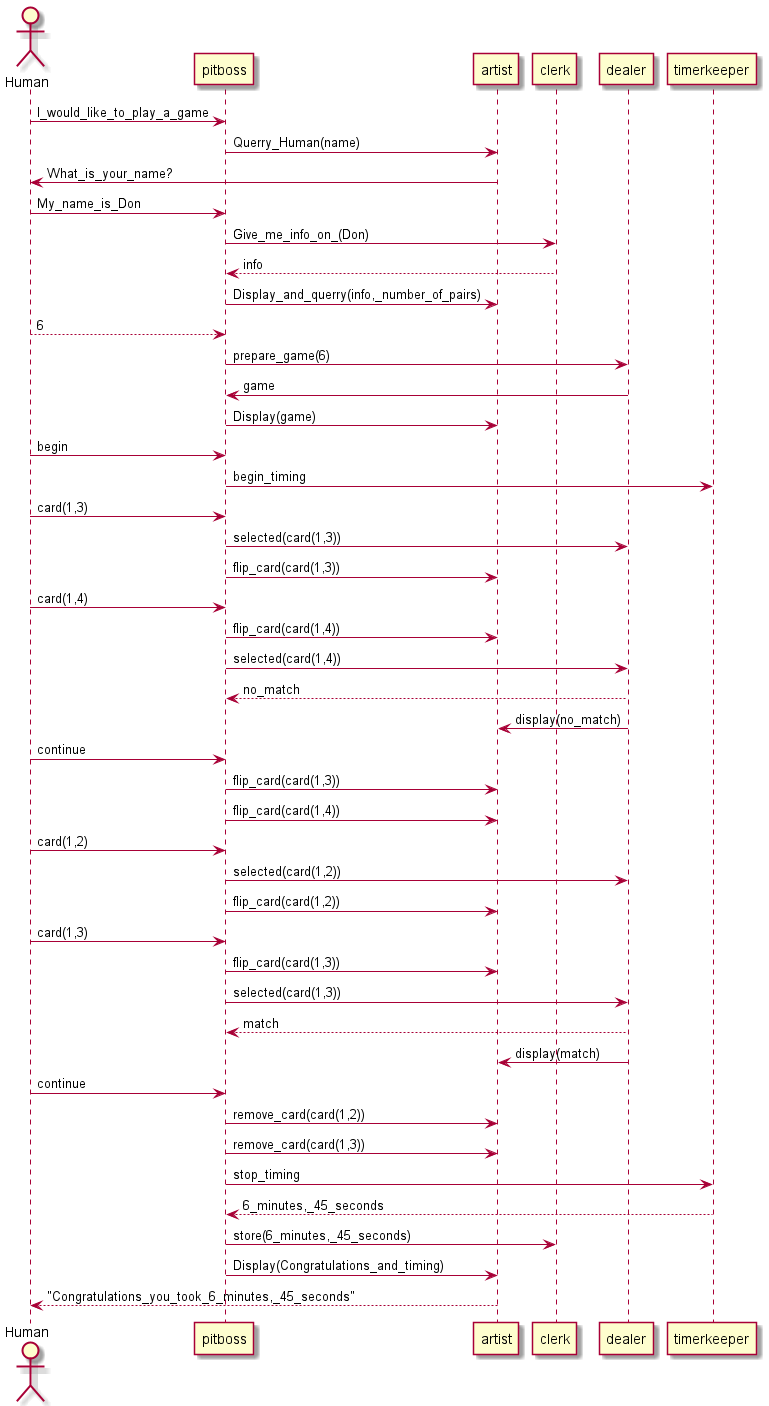 Human
pitboss
artist
clerk
dealer
timerkeeper
I_would_like_to_play_a_game
Querry_Human(name)
What_is_your_name?
My_name_is_Don
Give_me_info_on_(Don)
info
Display_and_querry(info,_number_of_pairs)
6
prepare_game(6)
game
Display(game)
begin
begin_timing
card(1,3)
selected(card(1,3))
flip_card(card(1,3))
card(1,4)
flip_card(card(1,4))
selected(card(1,4))
no_match
display(no_match)
continue
flip_card(card(1,3))
flip_card(card(1,4))
card(1,2)
selected(card(1,2))
flip_card(card(1,2))
card(1,3)
flip_card(card(1,3))
selected(card(1,3))
match
display(match)
continue
remove_card(card(1,2))
remove_card(card(1,3))
stop_timing
6_minutes,_45_seconds
store(6_minutes,_45_seconds)
Display(Congratulations_and_timing)
"Congratulations_you_took_6_minutes,_45_seconds"
Human
pitboss
artist
clerk
dealer
timerkeeper